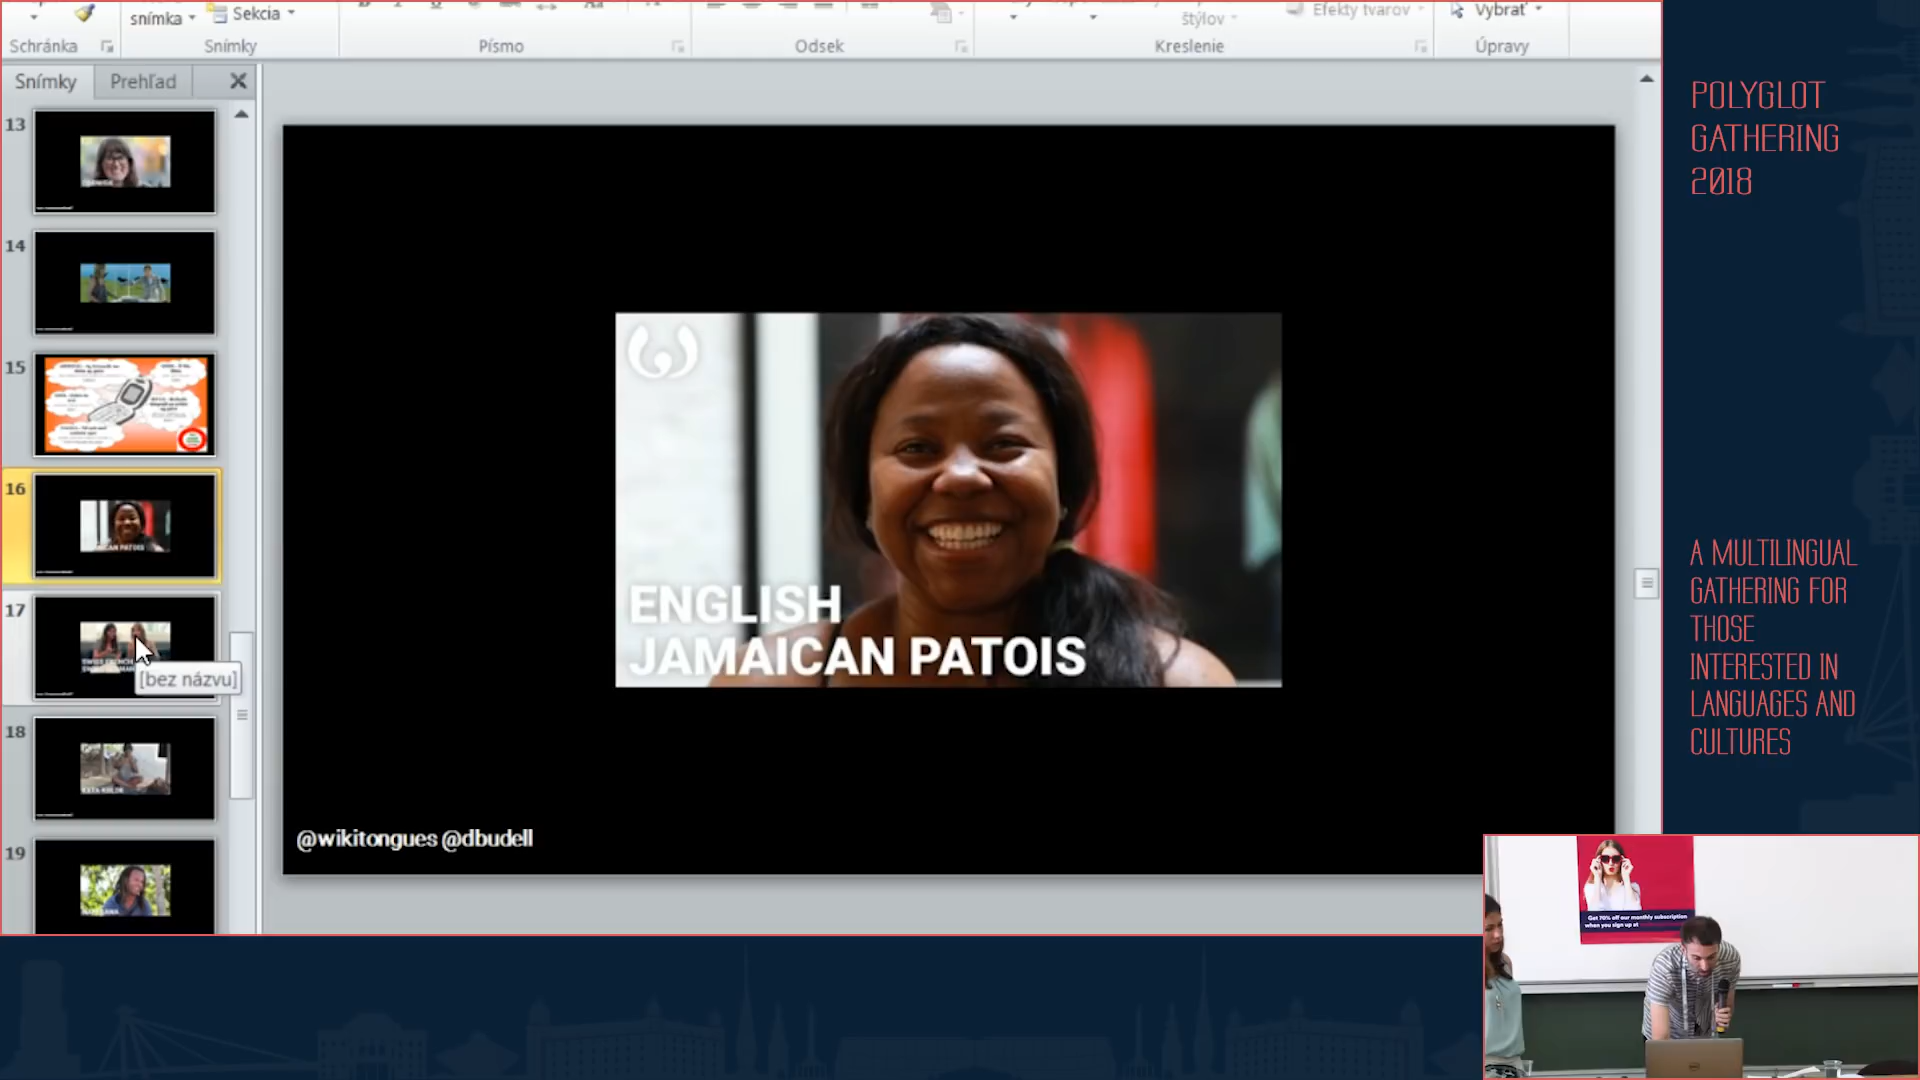 snímka
Sekcia
štýlov
Efekty tvarov
Vybrať
Schránka
Snímky
Písmo
Odsek
Kreslenie
Úpravy
Snímky
Prehľad
13
14
15
16
17
[bez názvu]
18
19
ENGLISH
JAMAICAN PATOIS
@wikitongues @dbudell
POLYGLOT
GATHERING
2018
A MULTILINGUAL
GATHERING FOR
THOSE
INTERESTED IN
LANGUAGES AND
CULTURES
Get 70% off our monthly subscription
when you sign up at